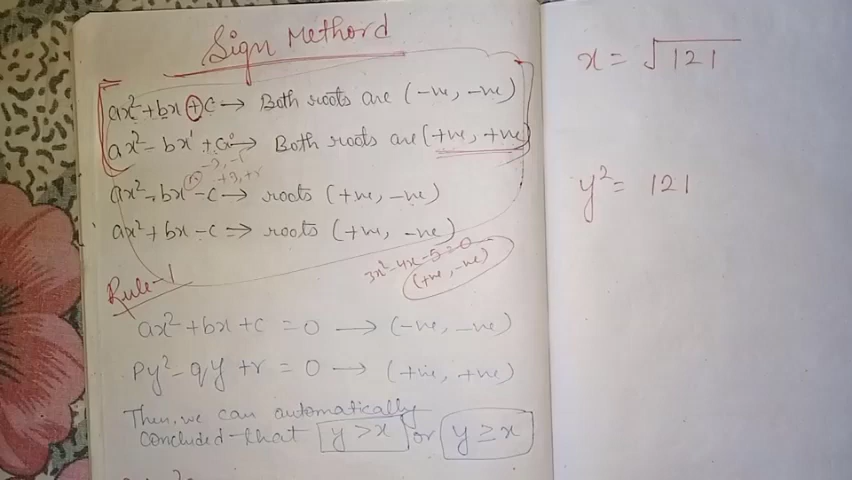 Sign Methord
ax²+bx+c → Both roots are (-ve, -ve)
ax²-bx+c → Both roots are (+ve, +ve)
ax²-bx-c → roots (+ve, -ve)
ax²+bx-c → roots (+ve, -ve)
3x²-4x-5=0
(+ve, -ve)
Rule-1
ax²+bx+c = 0 → (-ve, -ve)
Py²-qy+r = 0 → (+ve, +ve)
Then, we can automatically
concluded that y>x or y≥x
x = √121
y² = 121